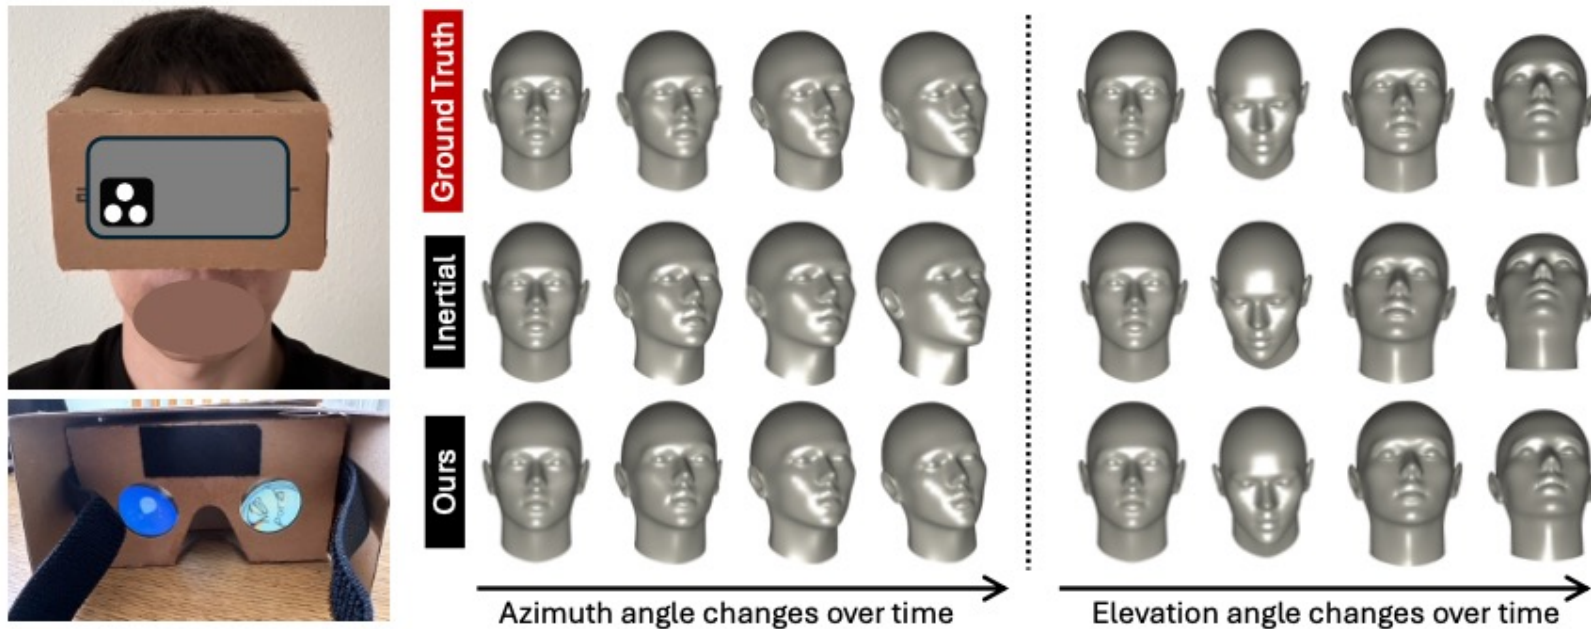 Ground Truth
Inertial
Ours
Azimuth angle changes over time
Elevation angle changes over time